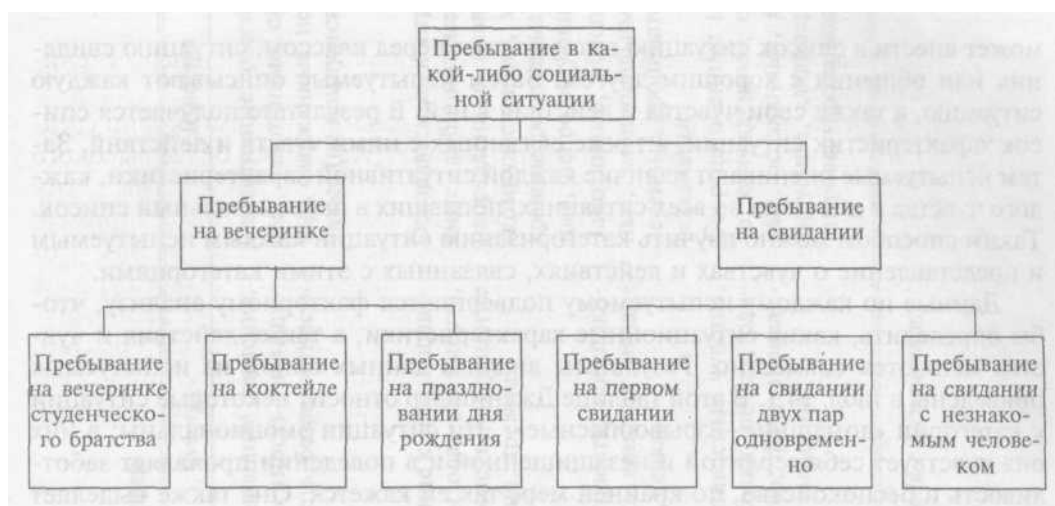 Пребывание в ка-
кой-либо социаль-
ной ситуации
Пребывание
на вечеринке
Пребывание
на свидании
Пребывание
на вечеринке
студенческо-
го братства
Пребывание
на коктейле
Пребывание
на праздно-
вании дня
рождения
Пребывание
на первом
свидании
Пребывание
на свидании
двух пар
одновремен-
но
Пребывание
на свидании
с незнако-
мым челове-
ком